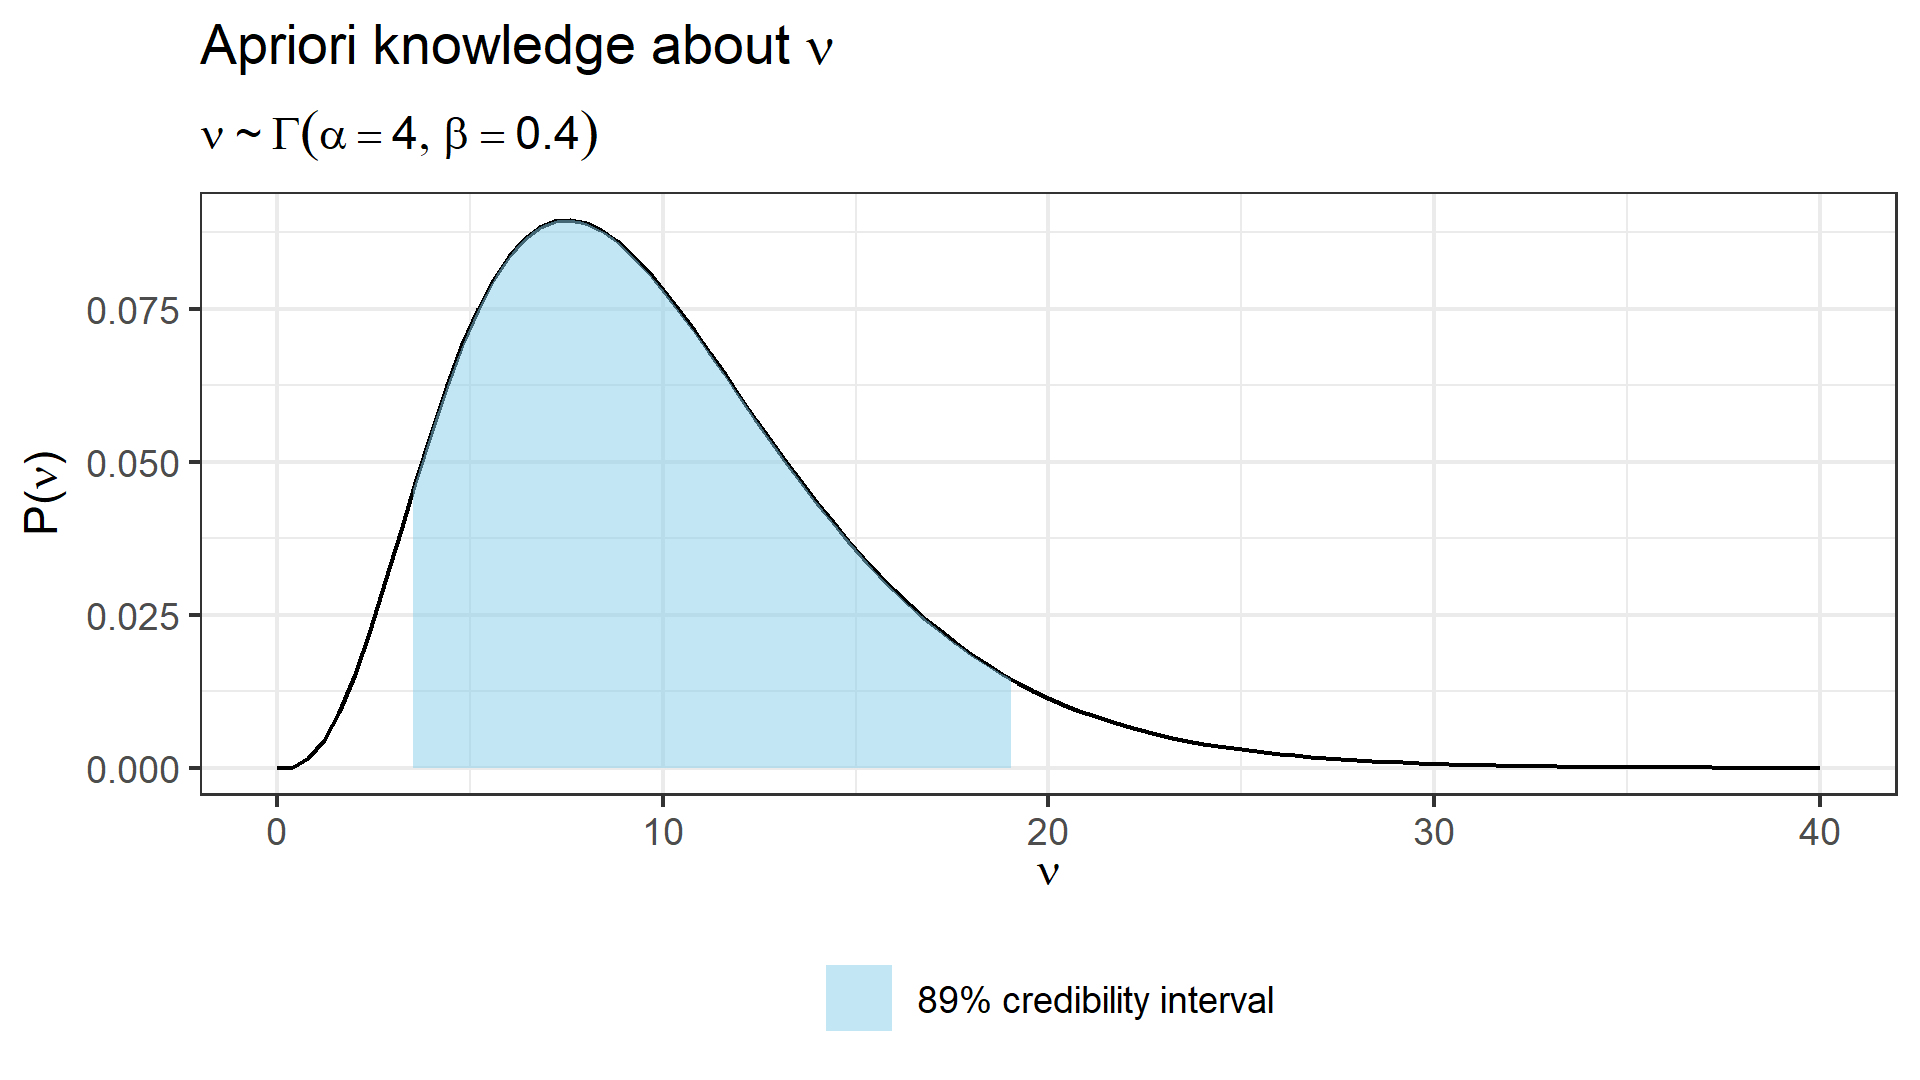 Apriori knowledge about ν
ν ~ Γ(α = 4, β = 0.4)
P(ν)
0.075
0.050
0.025
0.000
0 10 20 30 40
ν
89% credibility interval